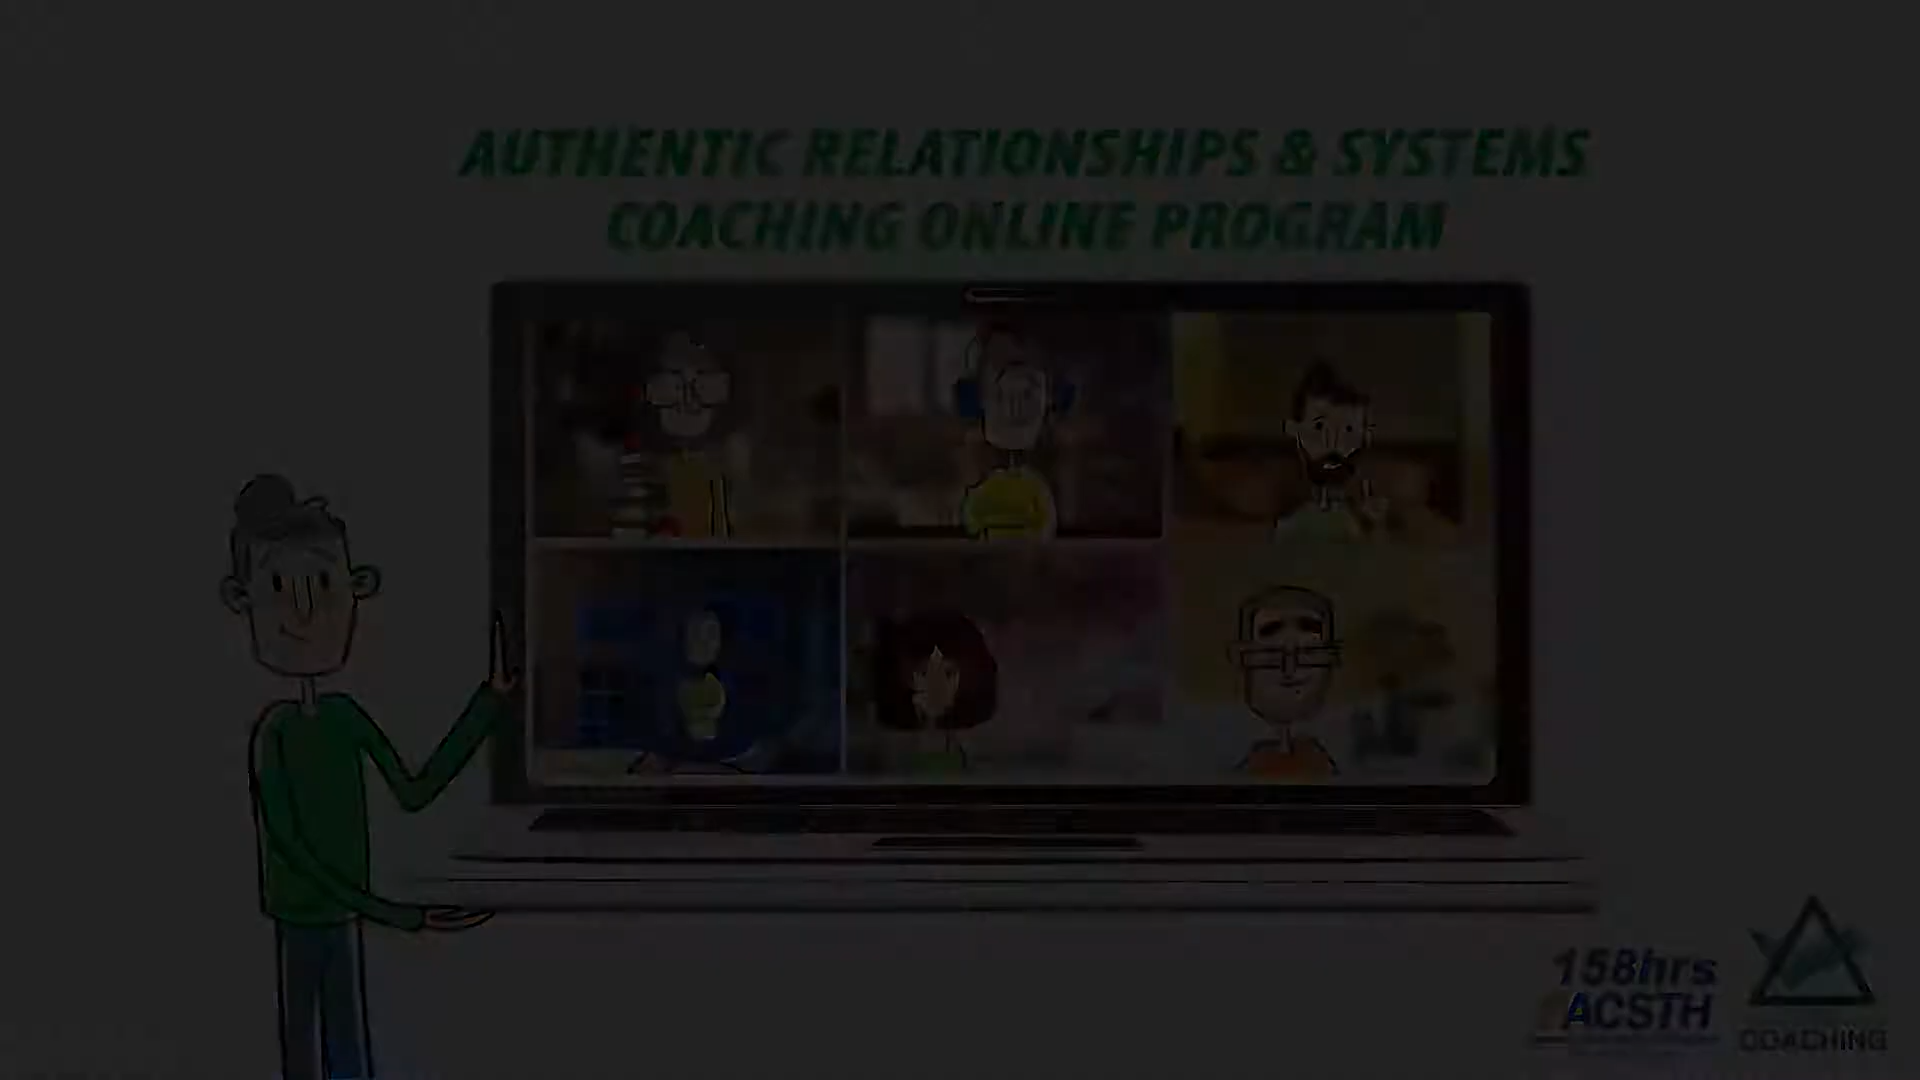 AUTHENTIC RELATIONSHIPS & SYSTEMS
COACHING ONLINE PROGRAM
158hrs
ACSTH
COACHING